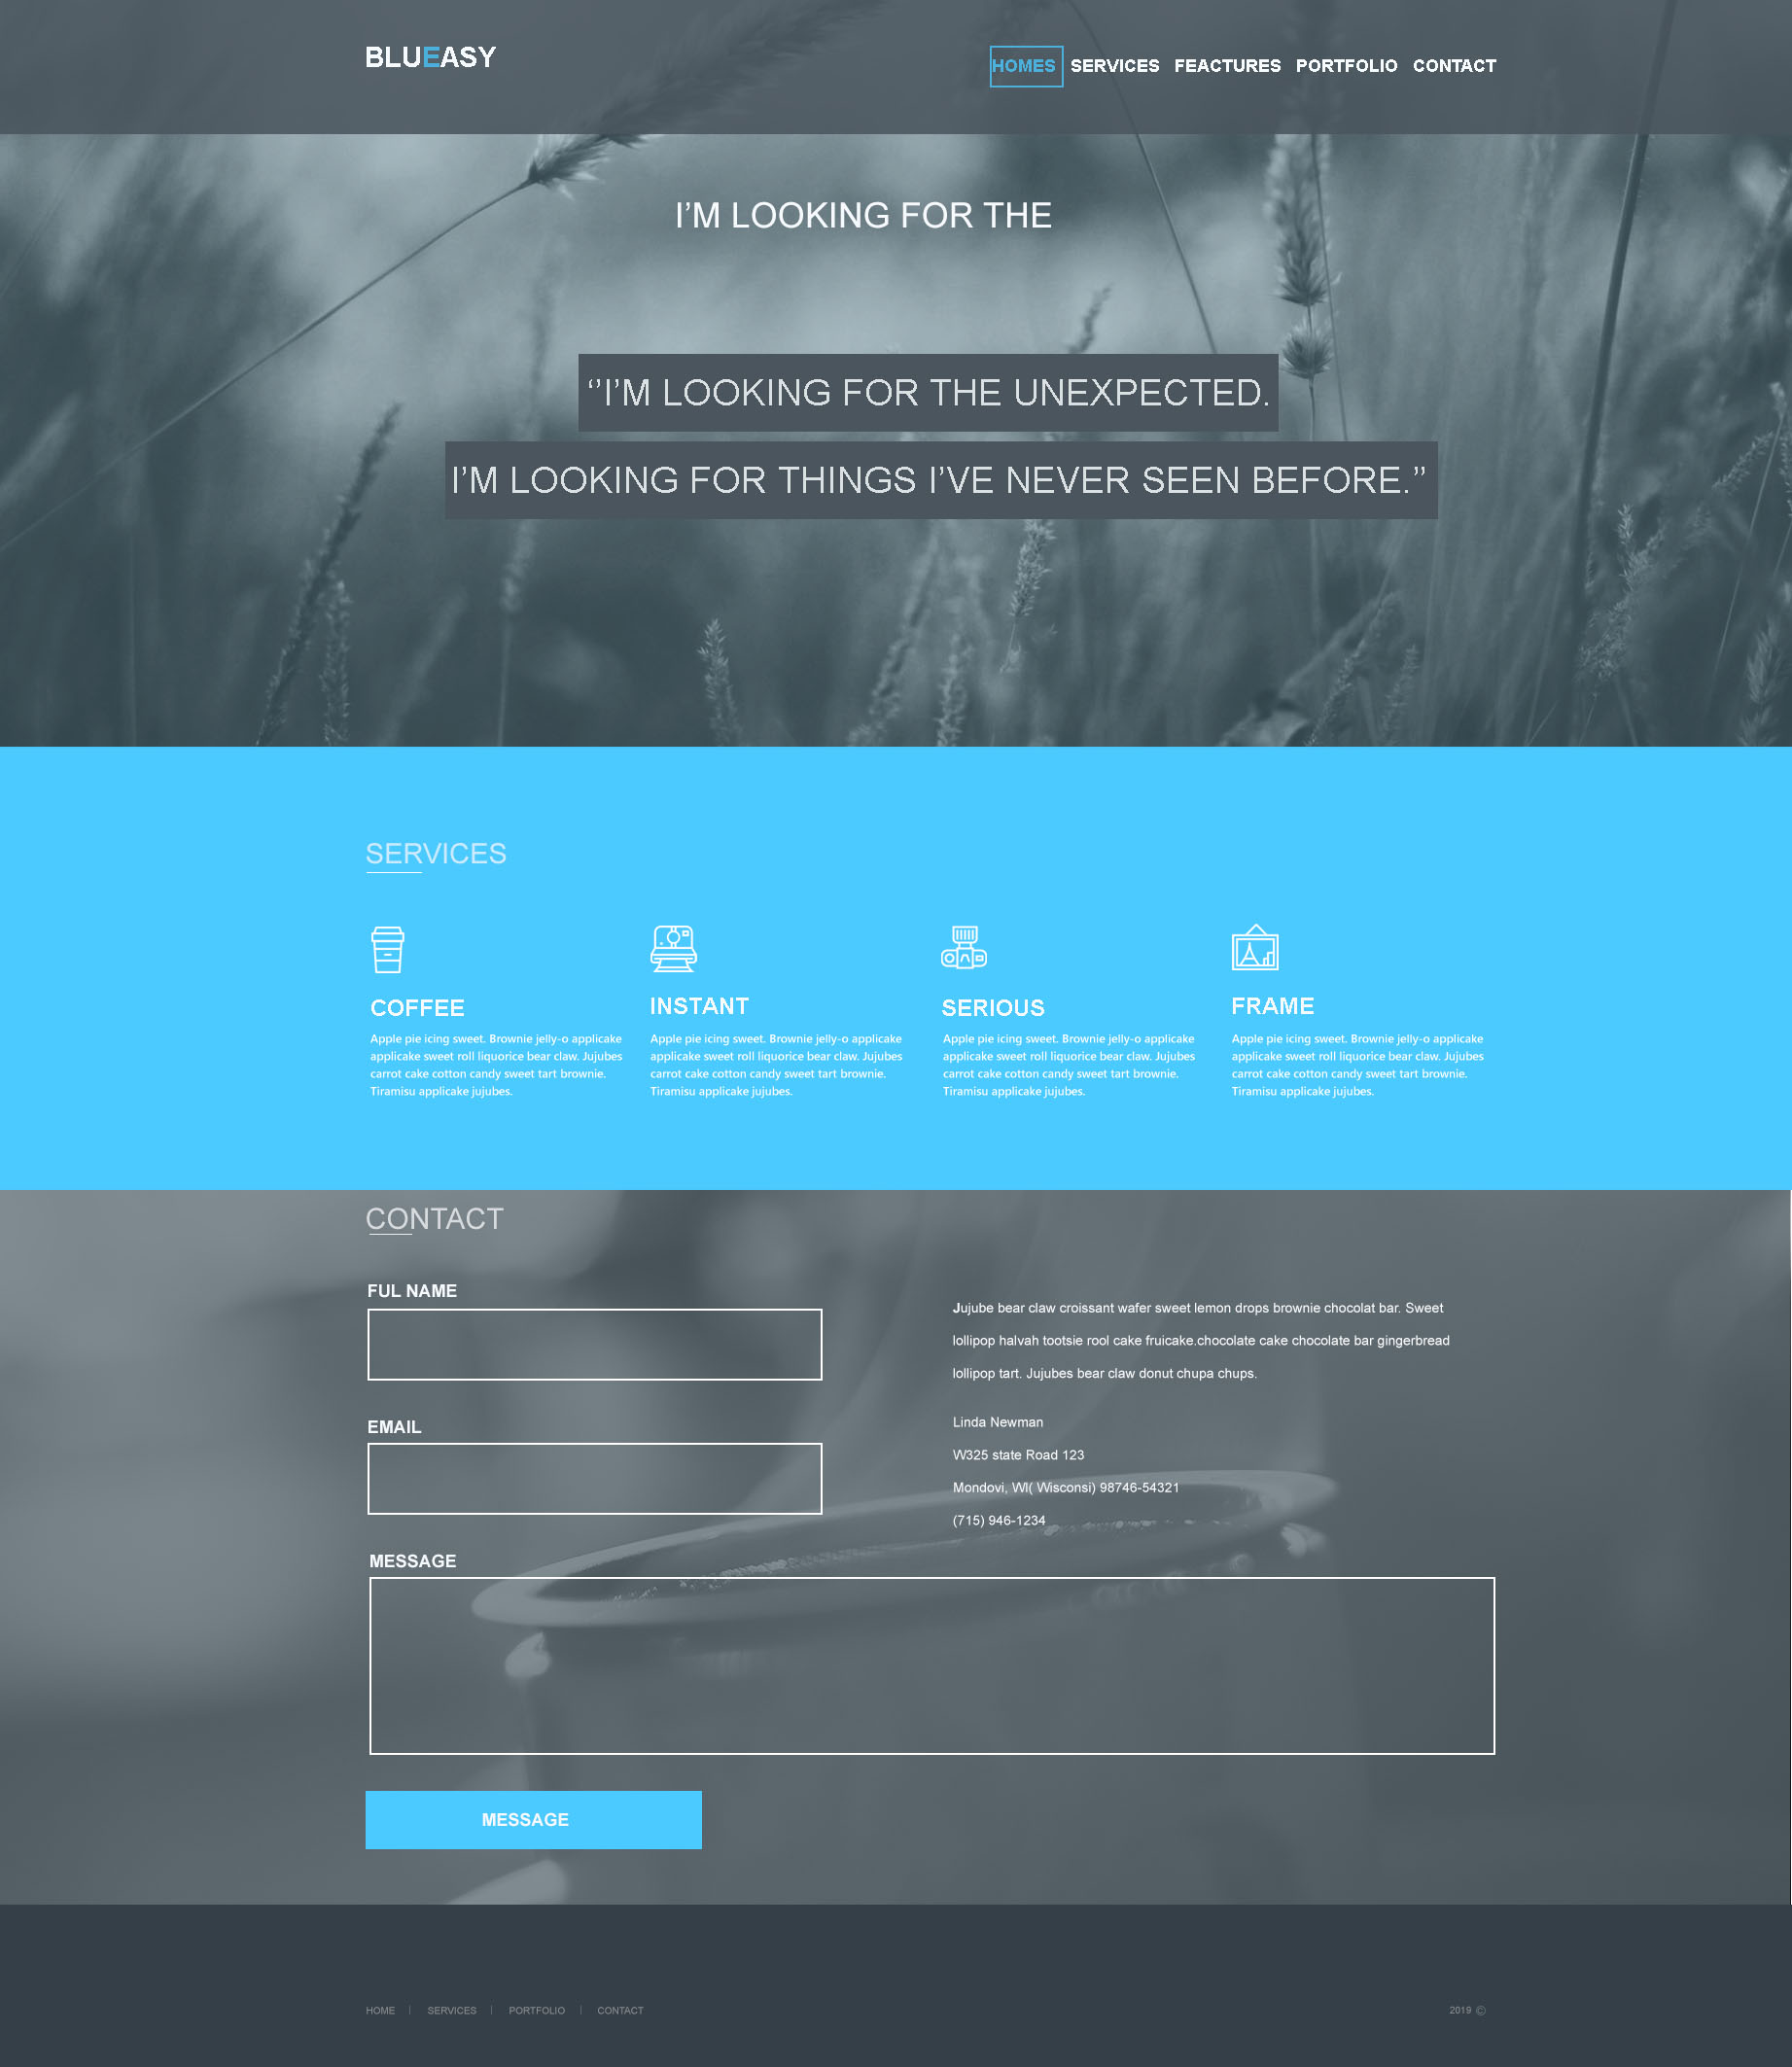 BLUEASY
HOMES SERVICES FEACTURES PORTFOLIO CONTACT
I’M LOOKING FOR THE
‘’I’M LOOKING FOR THE UNEXPECTED.
I’M LOOKING FOR THINGS I’VE NEVER SEEN BEFORE.’’
SERVICES
COFFEE
Apple pie icing sweet. Brownie jelly-o applicake
applicake sweet roll liquorice bear claw. Jujubes
carrot cake cotton candy sweet tart brownie.
Tiramisu applicake jujubes.
INSTANT
Apple pie icing sweet. Brownie jelly-o applicake
applicake sweet roll liquorice bear claw. Jujubes
carrot cake cotton candy sweet tart brownie.
Tiramisu applicake jujubes.
SERIOUS
Apple pie icing sweet. Brownie jelly-o applicake
applicake sweet roll liquorice bear claw. Jujubes
carrot cake cotton candy sweet tart brownie.
Tiramisu applicake jujubes.
FRAME
Apple pie icing sweet. Brownie jelly-o applicake
applicake sweet roll liquorice bear claw. Jujubes
carrot cake cotton candy sweet tart brownie.
Tiramisu applicake jujubes.
CONTACT
FUL NAME
EMAIL
Jujube bear claw croissant wafer sweet lemon drops brownie chocolat bar. Sweet
lollipop halvah tootsie rool cake fruicake.chocolate cake chocolate bar gingerbread
lollipop tart. Jujubes bear claw donut chupa chups.
Linda Newman
W325 state Road 123
Mondovi, WI( Wisconsi) 98746-54321
(715) 946-1234
MESSAGE
MESSAGE
HOME | SERVICES | PORTFOLIO | CONTACT
2019 ©